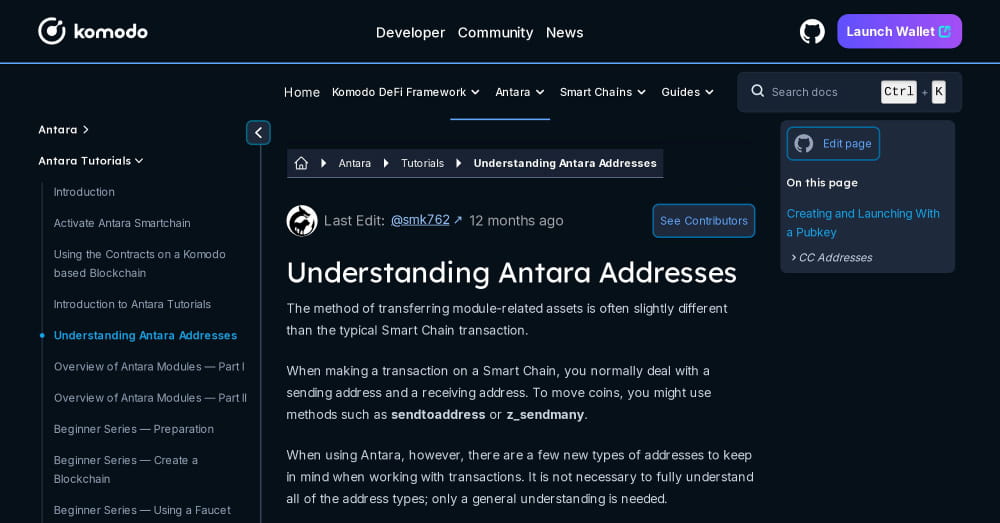 komodo
Developer Community News
Launch Wallet
Home Komodo DeFi Framework Antara Smart Chains Guides
Search docs Ctrl + K
Antara
Antara Tutorials
Introduction
Activate Antara Smartchain
Using the Contracts on a Komodo
based Blockchain
Introduction to Antara Tutorials
Understanding Antara Addresses
Overview of Antara Modules — Part I
Overview of Antara Modules — Part II
Beginner Series — Preparation
Beginner Series — Create a
Blockchain
Beginner Series — Using a Faucet
Antara Tutorials Understanding Antara Addresses
Last Edit: @smk762 ↗ 12 months ago
See Contributors
Understanding Antara Addresses
The method of transferring module-related assets is often slightly different
than the typical Smart Chain transaction.
When making a transaction on a Smart Chain, you normally deal with a
sending address and a receiving address. To move coins, you might use
methods such as sendtoaddress or z_sendmany.
When using Antara, however, there are a few new types of addresses to keep
in mind when working with transactions. It is not necessary to fully understand
all of the address types; only a general understanding is needed.
Edit page
On this page
Creating and Launching With
a Pubkey
CC Addresses